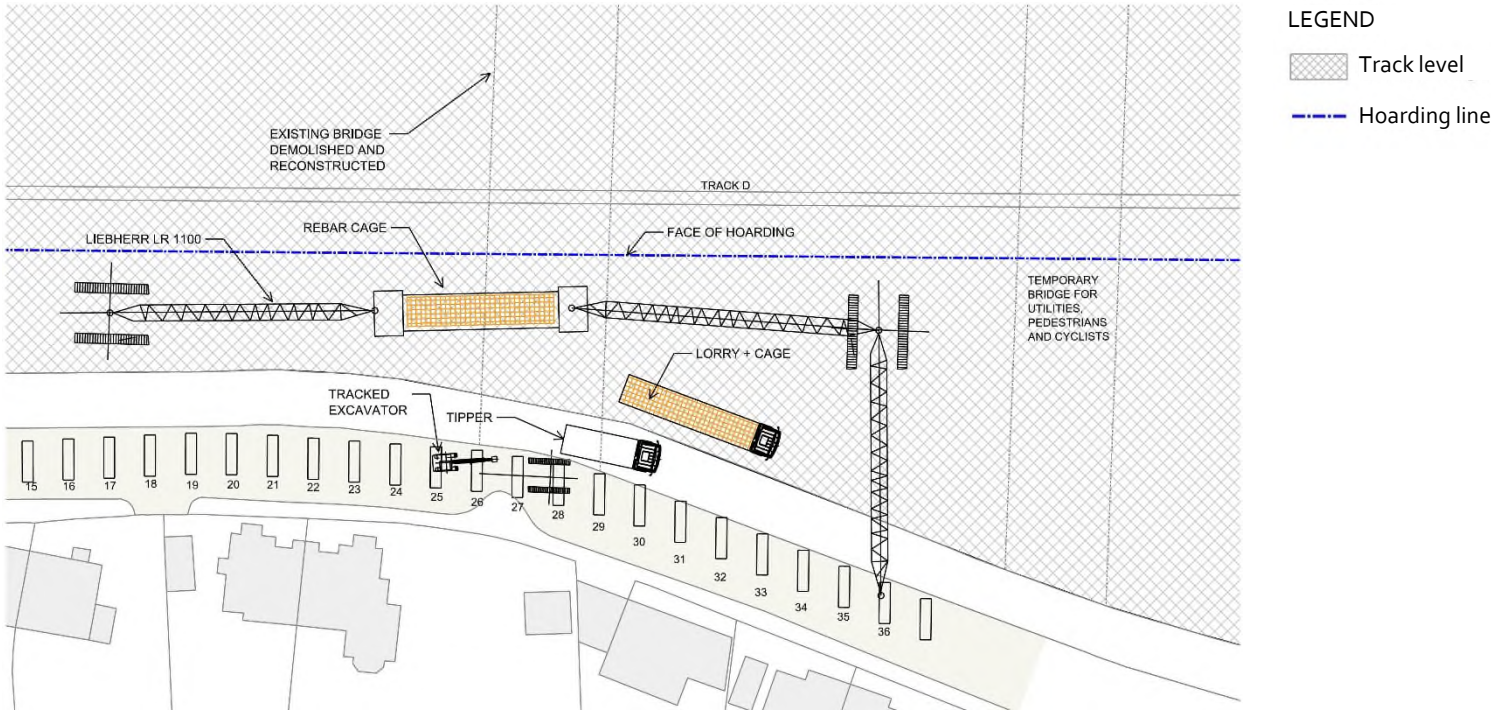 LEGEND
Track level
Hoarding line
EXISTING BRIDGE
DEMOLISHED AND
RECONSTRUCTED
TRACK D
REBAR CAGE
FACE OF HOARDING
LIEBHERR LR 1100
TEMPORARY
BRIDGE FOR
UTILITIES,
PEDESTRIANS
AND CYCLISTS
LORRY + CAGE
TRACKED
EXCAVATOR
TIPPER
15
16
17
18
19
20
21
22
23
24
25
26
27
28
29
30
31
32
33
34
35
36